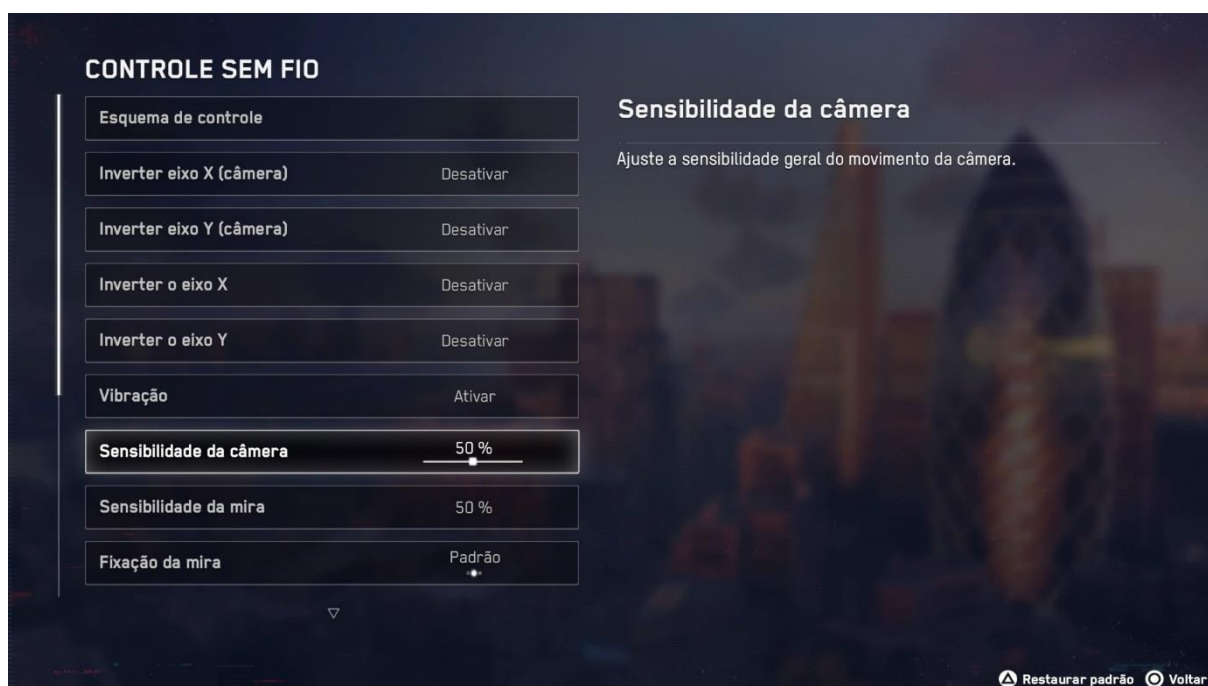 CONTROLE SEM FIO
Esquema de controle
Inverter eixo X (câmera) Desativar
Inverter eixo Y (câmera) Desativar
Inverter o eixo X Desativar
Inverter o eixo Y Desativar
Vibração Ativar
Sensibilidade da câmera 50 %
Sensibilidade da mira 50 %
Fixação da mira Padrão
Sensibilidade da câmera
Ajuste a sensibilidade geral do movimento da câmera.
Restaurar padrão Voltar